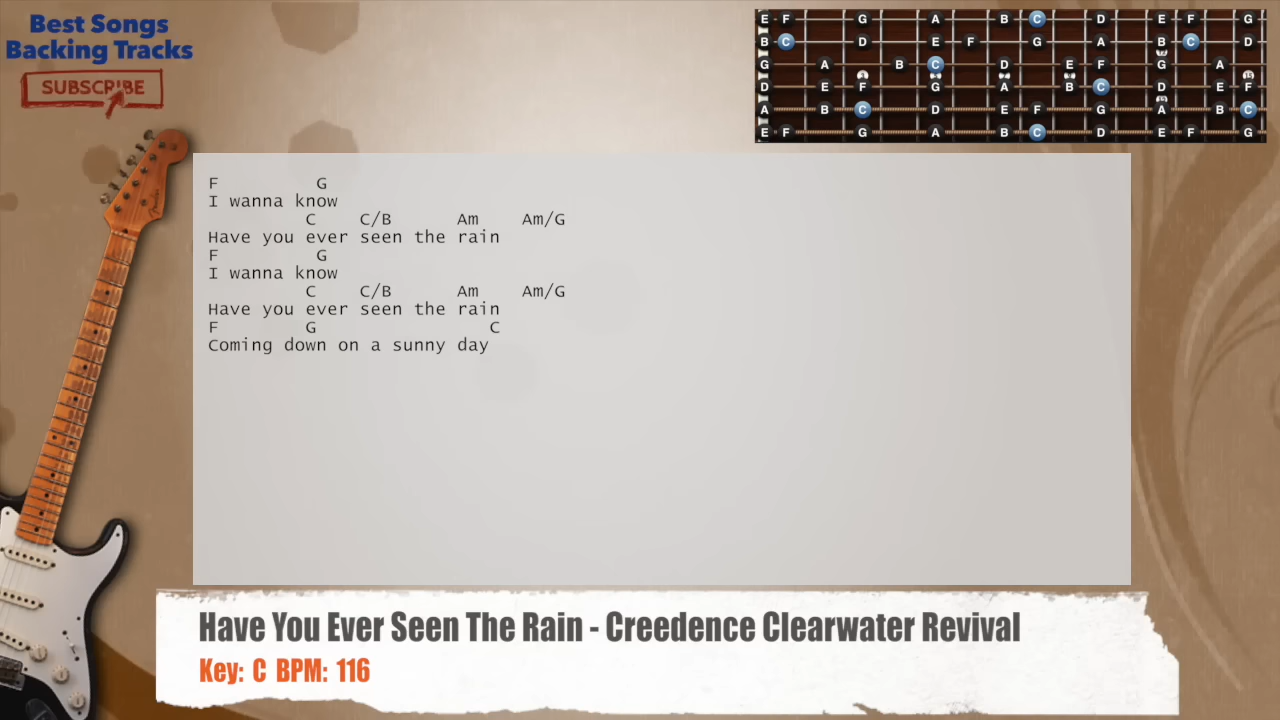 Best Songs
Backing Tracks
SUBSCRIBE
E F G A B C D E F G
B C D E F G A B C D
G A B C D E F G A
D E F G A B C D E F
A B C D E F G A B C
E F G A B C D E F G
F G
I wanna know
C C/B Am Am/G
Have you ever seen the rain
F G
I wanna know
C C/B Am Am/G
Have you ever seen the rain
F G C
Coming down on a sunny day
Have You Ever Seen The Rain - Creedence Clearwater Revival
Key: C BPM: 116